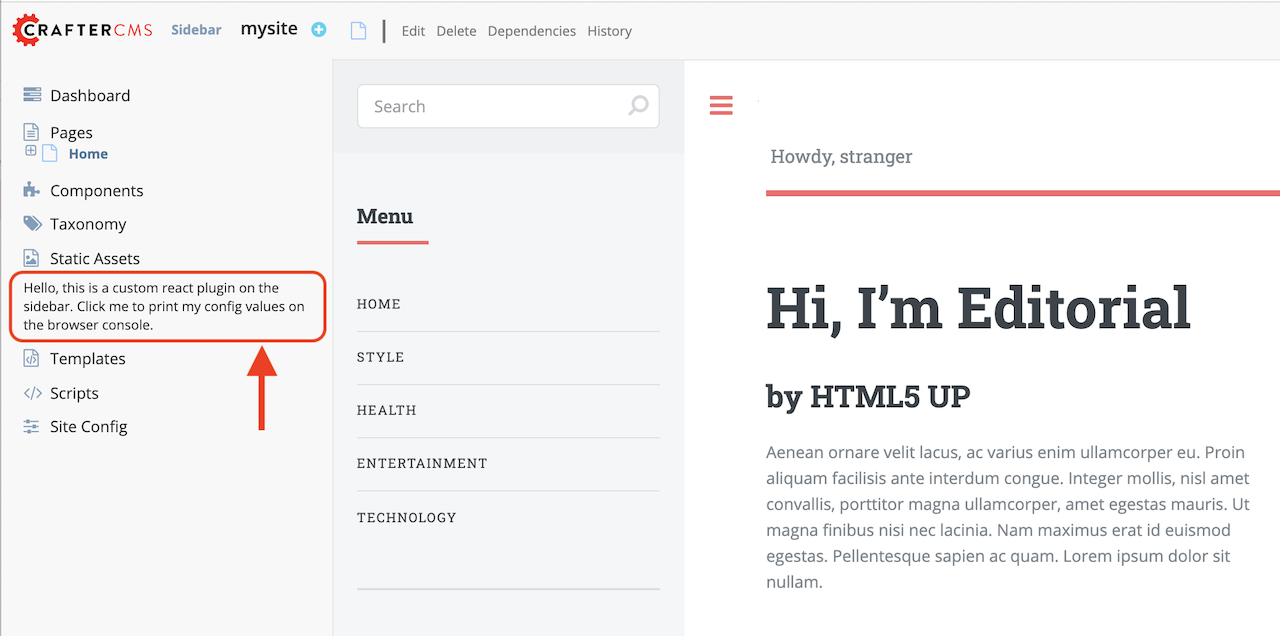 CRAFTERCMS Sidebar mysite Edit Delete Dependencies History
Dashboard
Pages
Home
Components
Taxonomy
Static Assets
Hello, this is a custom react plugin on the
sidebar. Click me to print my config values on
the browser console.
Templates
Scripts
Site Config
Search
Menu
HOME
STYLE
HEALTH
ENTERTAINMENT
TECHNOLOGY
Howdy, stranger
Hi, I’m Editorial
by HTML5 UP
Aenean ornare velit lacus, ac varius enim ullamcorper eu. Proin
aliquam facilisis ante interdum congue. Integer mollis, nisl amet
convallis, porttitor magna ullamcorper, amet egestas mauris. Ut
magna finibus nisi nec lacinia. Nam maximus erat id euismod
egestas. Pellentesque sapien ac quam. Lorem ipsum dolor sit
nullam.